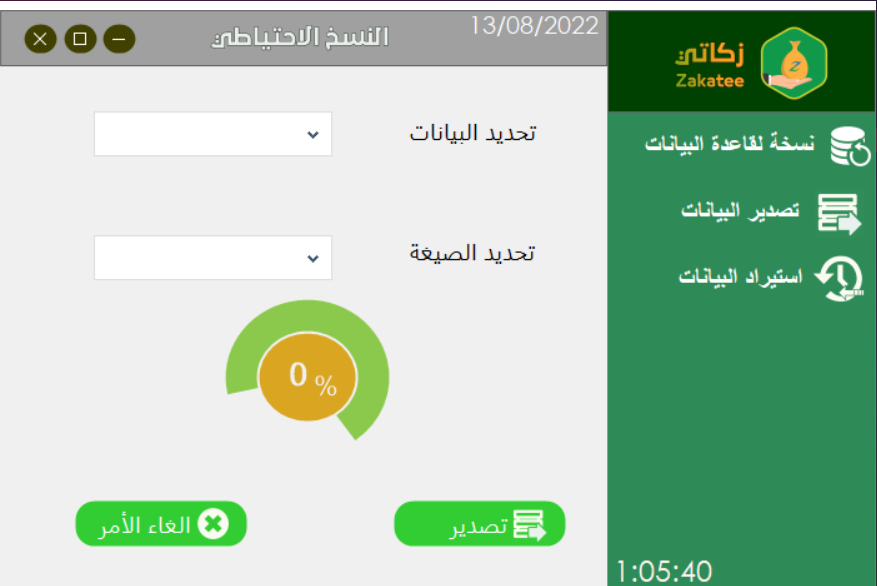 زكاتي
Zakatee
نسخة لقاعدة البيانات
تصدير البيانات
استيراد البيانات
1:05:40
13/08/2022
النسخ الاحتياطي
تحديد البيانات
تحديد الصيغة
0 %
تصدير
الغاء الأمر